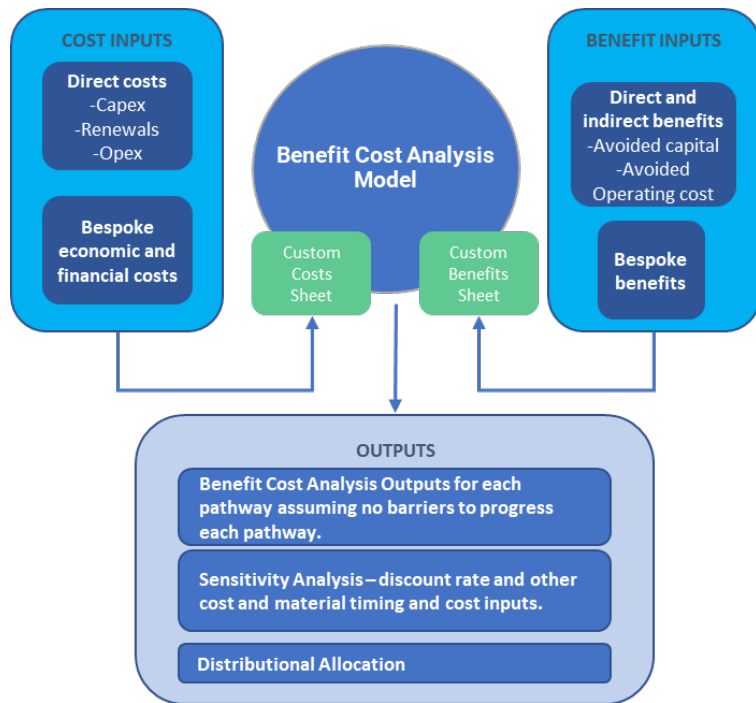 COST INPUTS
Direct costs
-Capex
-Renewals
-Opex
Bespoke
economic and
financial costs
Benefit Cost Analysis
Model
Custom
Costs
Sheet
Custom
Benefits
Sheet
BENEFIT INPUTS
Direct and
indirect benefits
-Avoided capital
-Avoided
Operating cost
Bespoke
benefits
OUTPUTS
Benefit Cost Analysis Outputs for each
pathway assuming no barriers to progress
each pathway.
Sensitivity Analysis – discount rate and other
cost and material timing and cost inputs.
Distributional Allocation